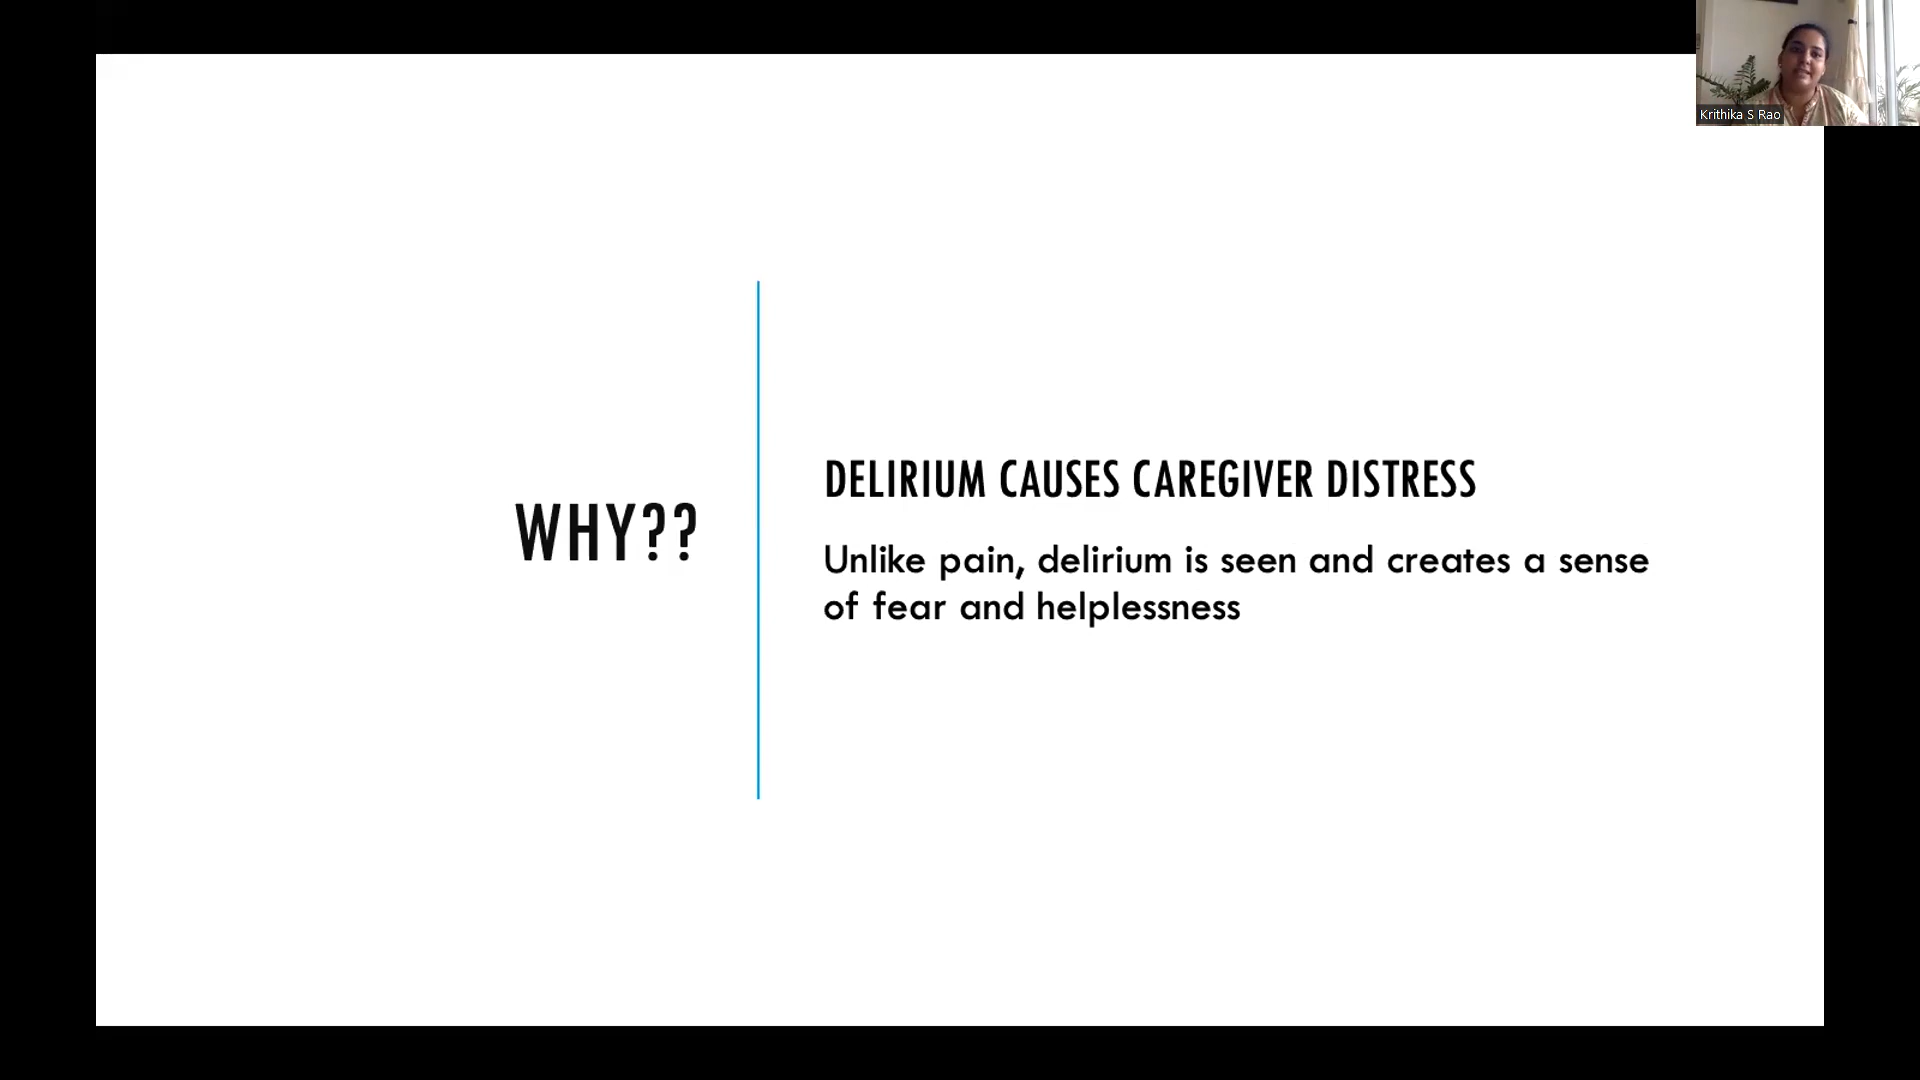 Krithika S Rao
WHY??
DELIRIUM CAUSES CAREGIVER DISTRESS
Unlike pain, delirium is seen and creates a sense
of fear and helplessness